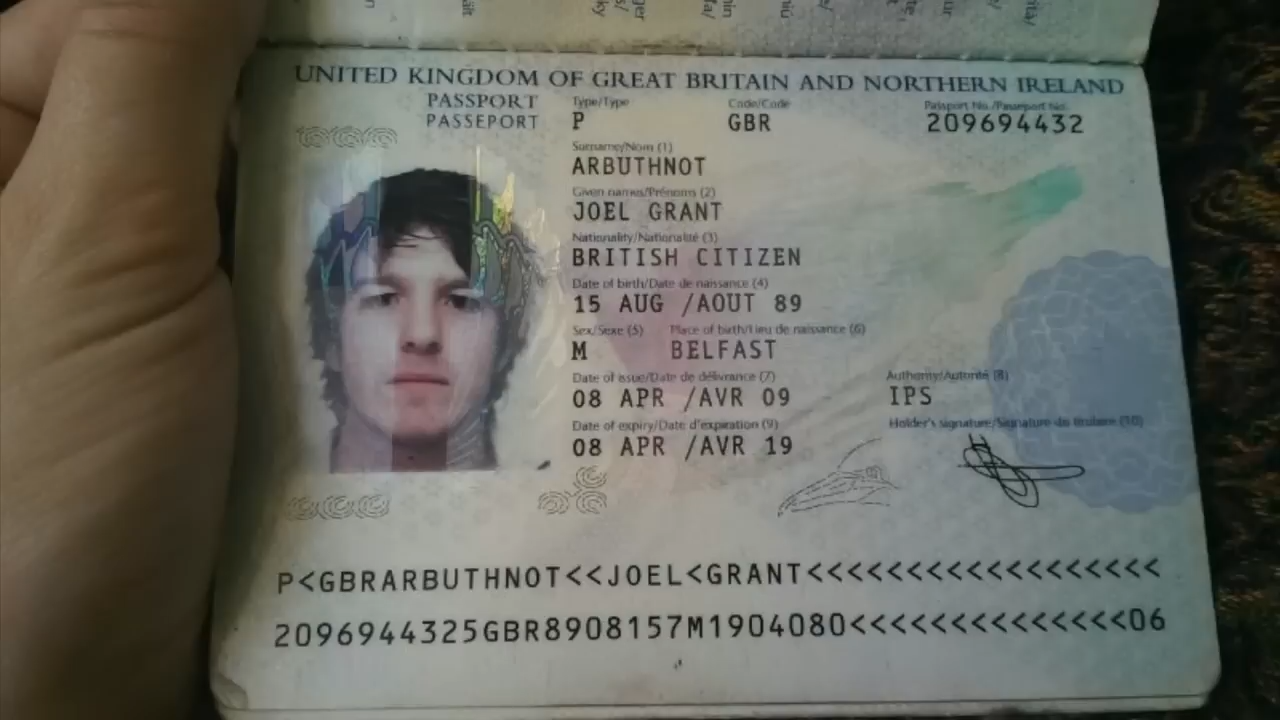 UNITED KINGDOM OF GREAT BRITAIN AND NORTHERN IRELAND
PASSPORT
PASSEPORT
Type/Type
Code/Code
Passport No./Passeport No.
P
GBR
209694432
Surname/Nom (1)
ARBUTHNOT
Given names/Prénoms (2)
JOEL GRANT
Nationality/Nationalité (3)
BRITISH CITIZEN
Date of birth/Date de naissance (4)
15 AUG /AOUT 89
Sex/Sexe (5)
Place of birth/Lieu de naissance (6)
M
BELFAST
Date of issue/Date de délivrance (7)
Authority/Autorité (8)
08 APR /AVR 09
IPS
Date of expiry/Date d'expiration (9)
Holder's signature/Signature du titulaire (10)
08 APR /AVR 19
P<GBRARBUTHNOT<<JOEL<GRANT<<<<<<<<<<<<<<<<<<
2096944325GBR8908157M1904080<<<<<<<<<<<<<<06